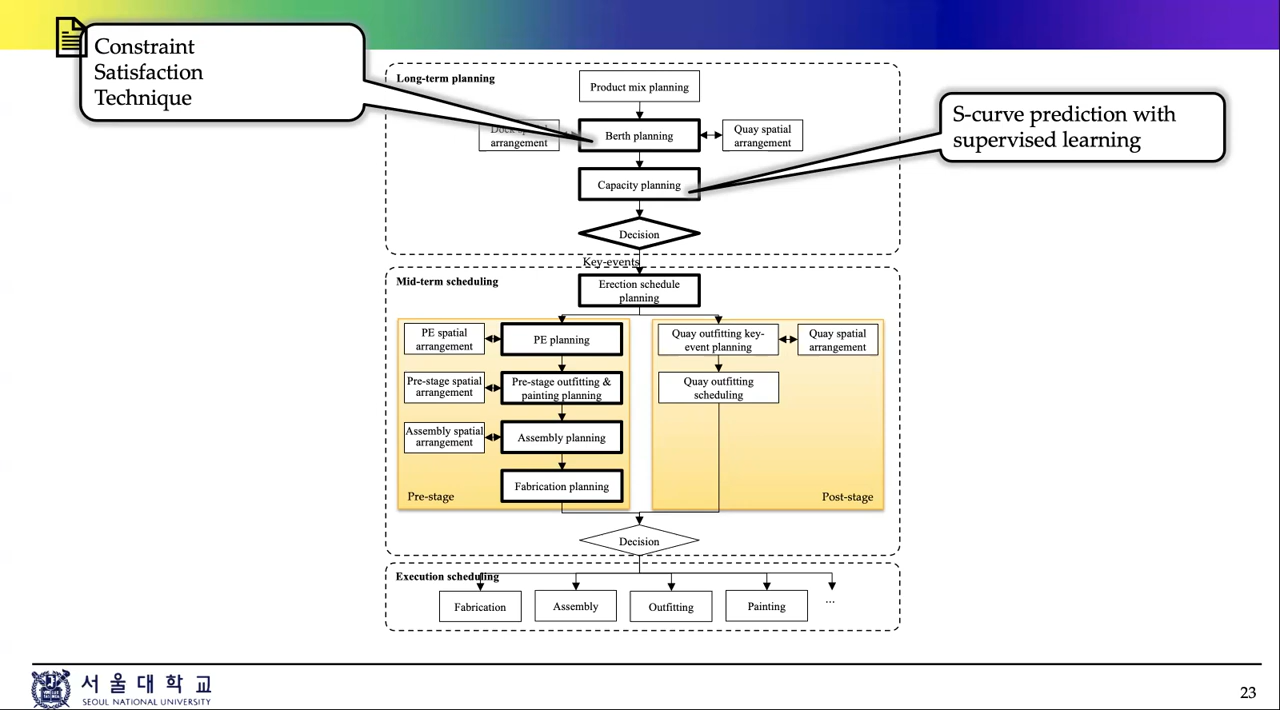 Constraint
Satisfaction
Technique
Long-term planning
Product mix planning
S-curve prediction with
supervised learning
arrangement
Berth planning
Quay spatial
arrangement
Capacity planning
Decision
Key-events
Mid-term scheduling
Erection schedule
planning
PE spatial
arrangement
PE planning
Quay outfitting key-
event planning
Quay spatial
arrangement
Pre-stage spatial
arrangement
Pre-stage outfitting &
painting planning
Quay outfitting
scheduling
Assembly spatial
arrangement
Assembly planning
Fabrication planning
Pre-stage
Post-stage
Decision
Execution scheduling
Fabrication
Assembly
Outfitting
Painting
...
서울대학교
SEOUL NATIONAL UNIVERSITY
23